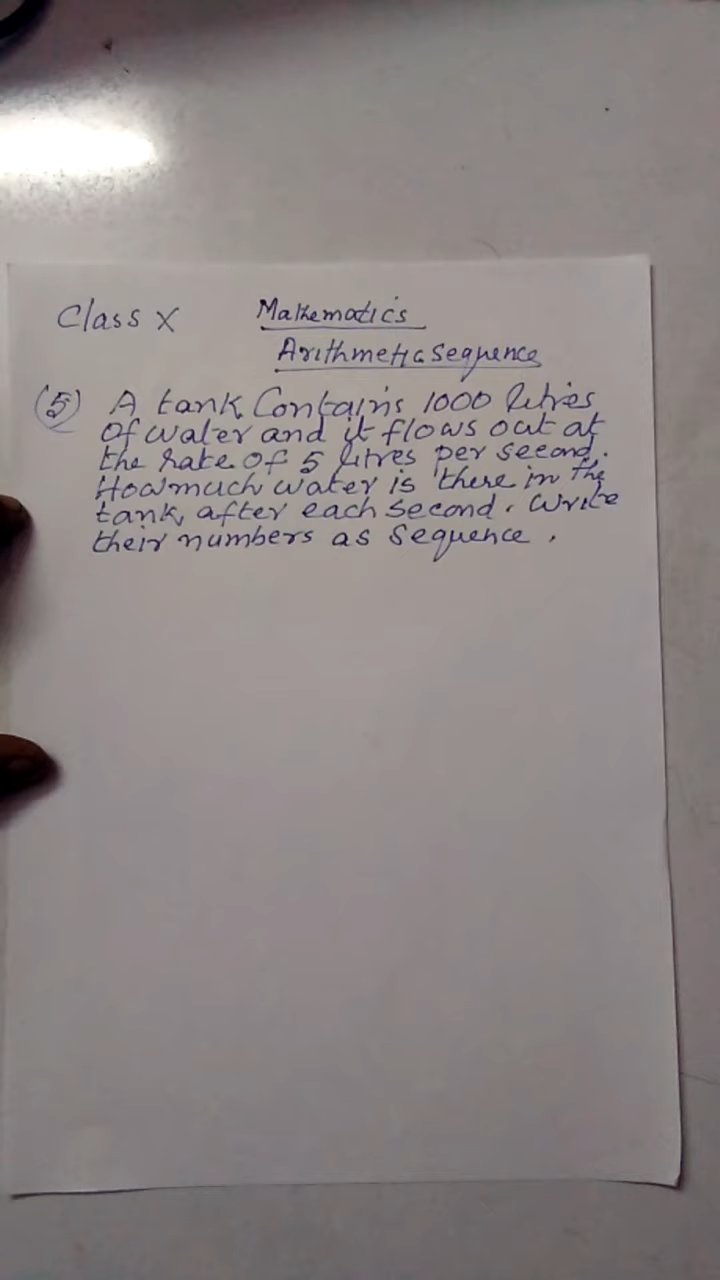 Class X Mathematics
Arithmetic Sequence
(5) A tank Contains 1000 litres
of water and it flows out at
the rate of 5 litres per second.
How much water is there in the
tank, after each second. Write
their numbers as Sequence.